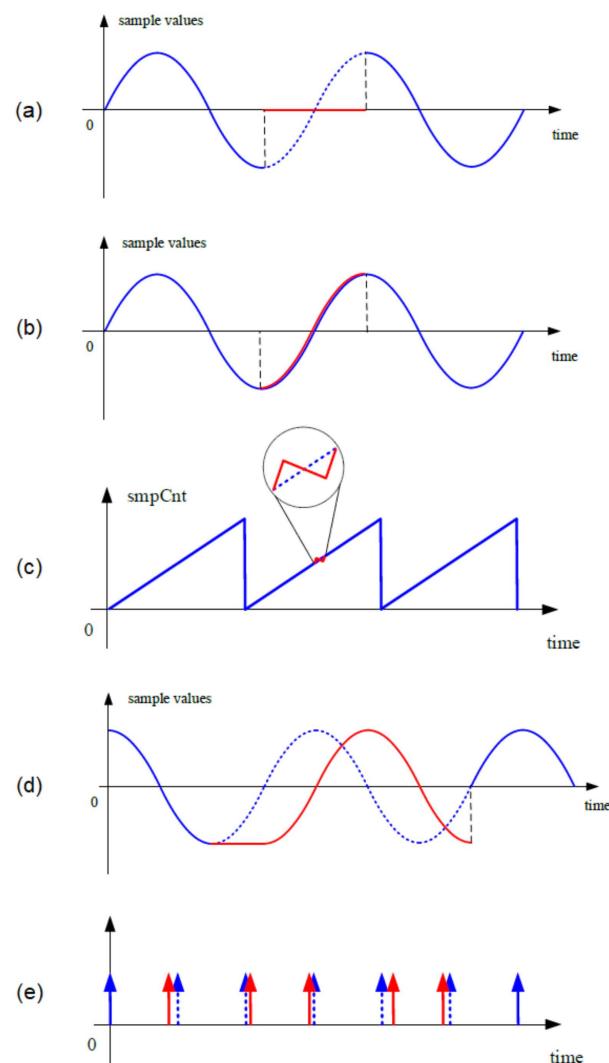 sample values
(a)
0
time
sample values
(b)
0
time
smpCnt
(c)
0
time
sample values
(d)
0
time
(e)
0
time